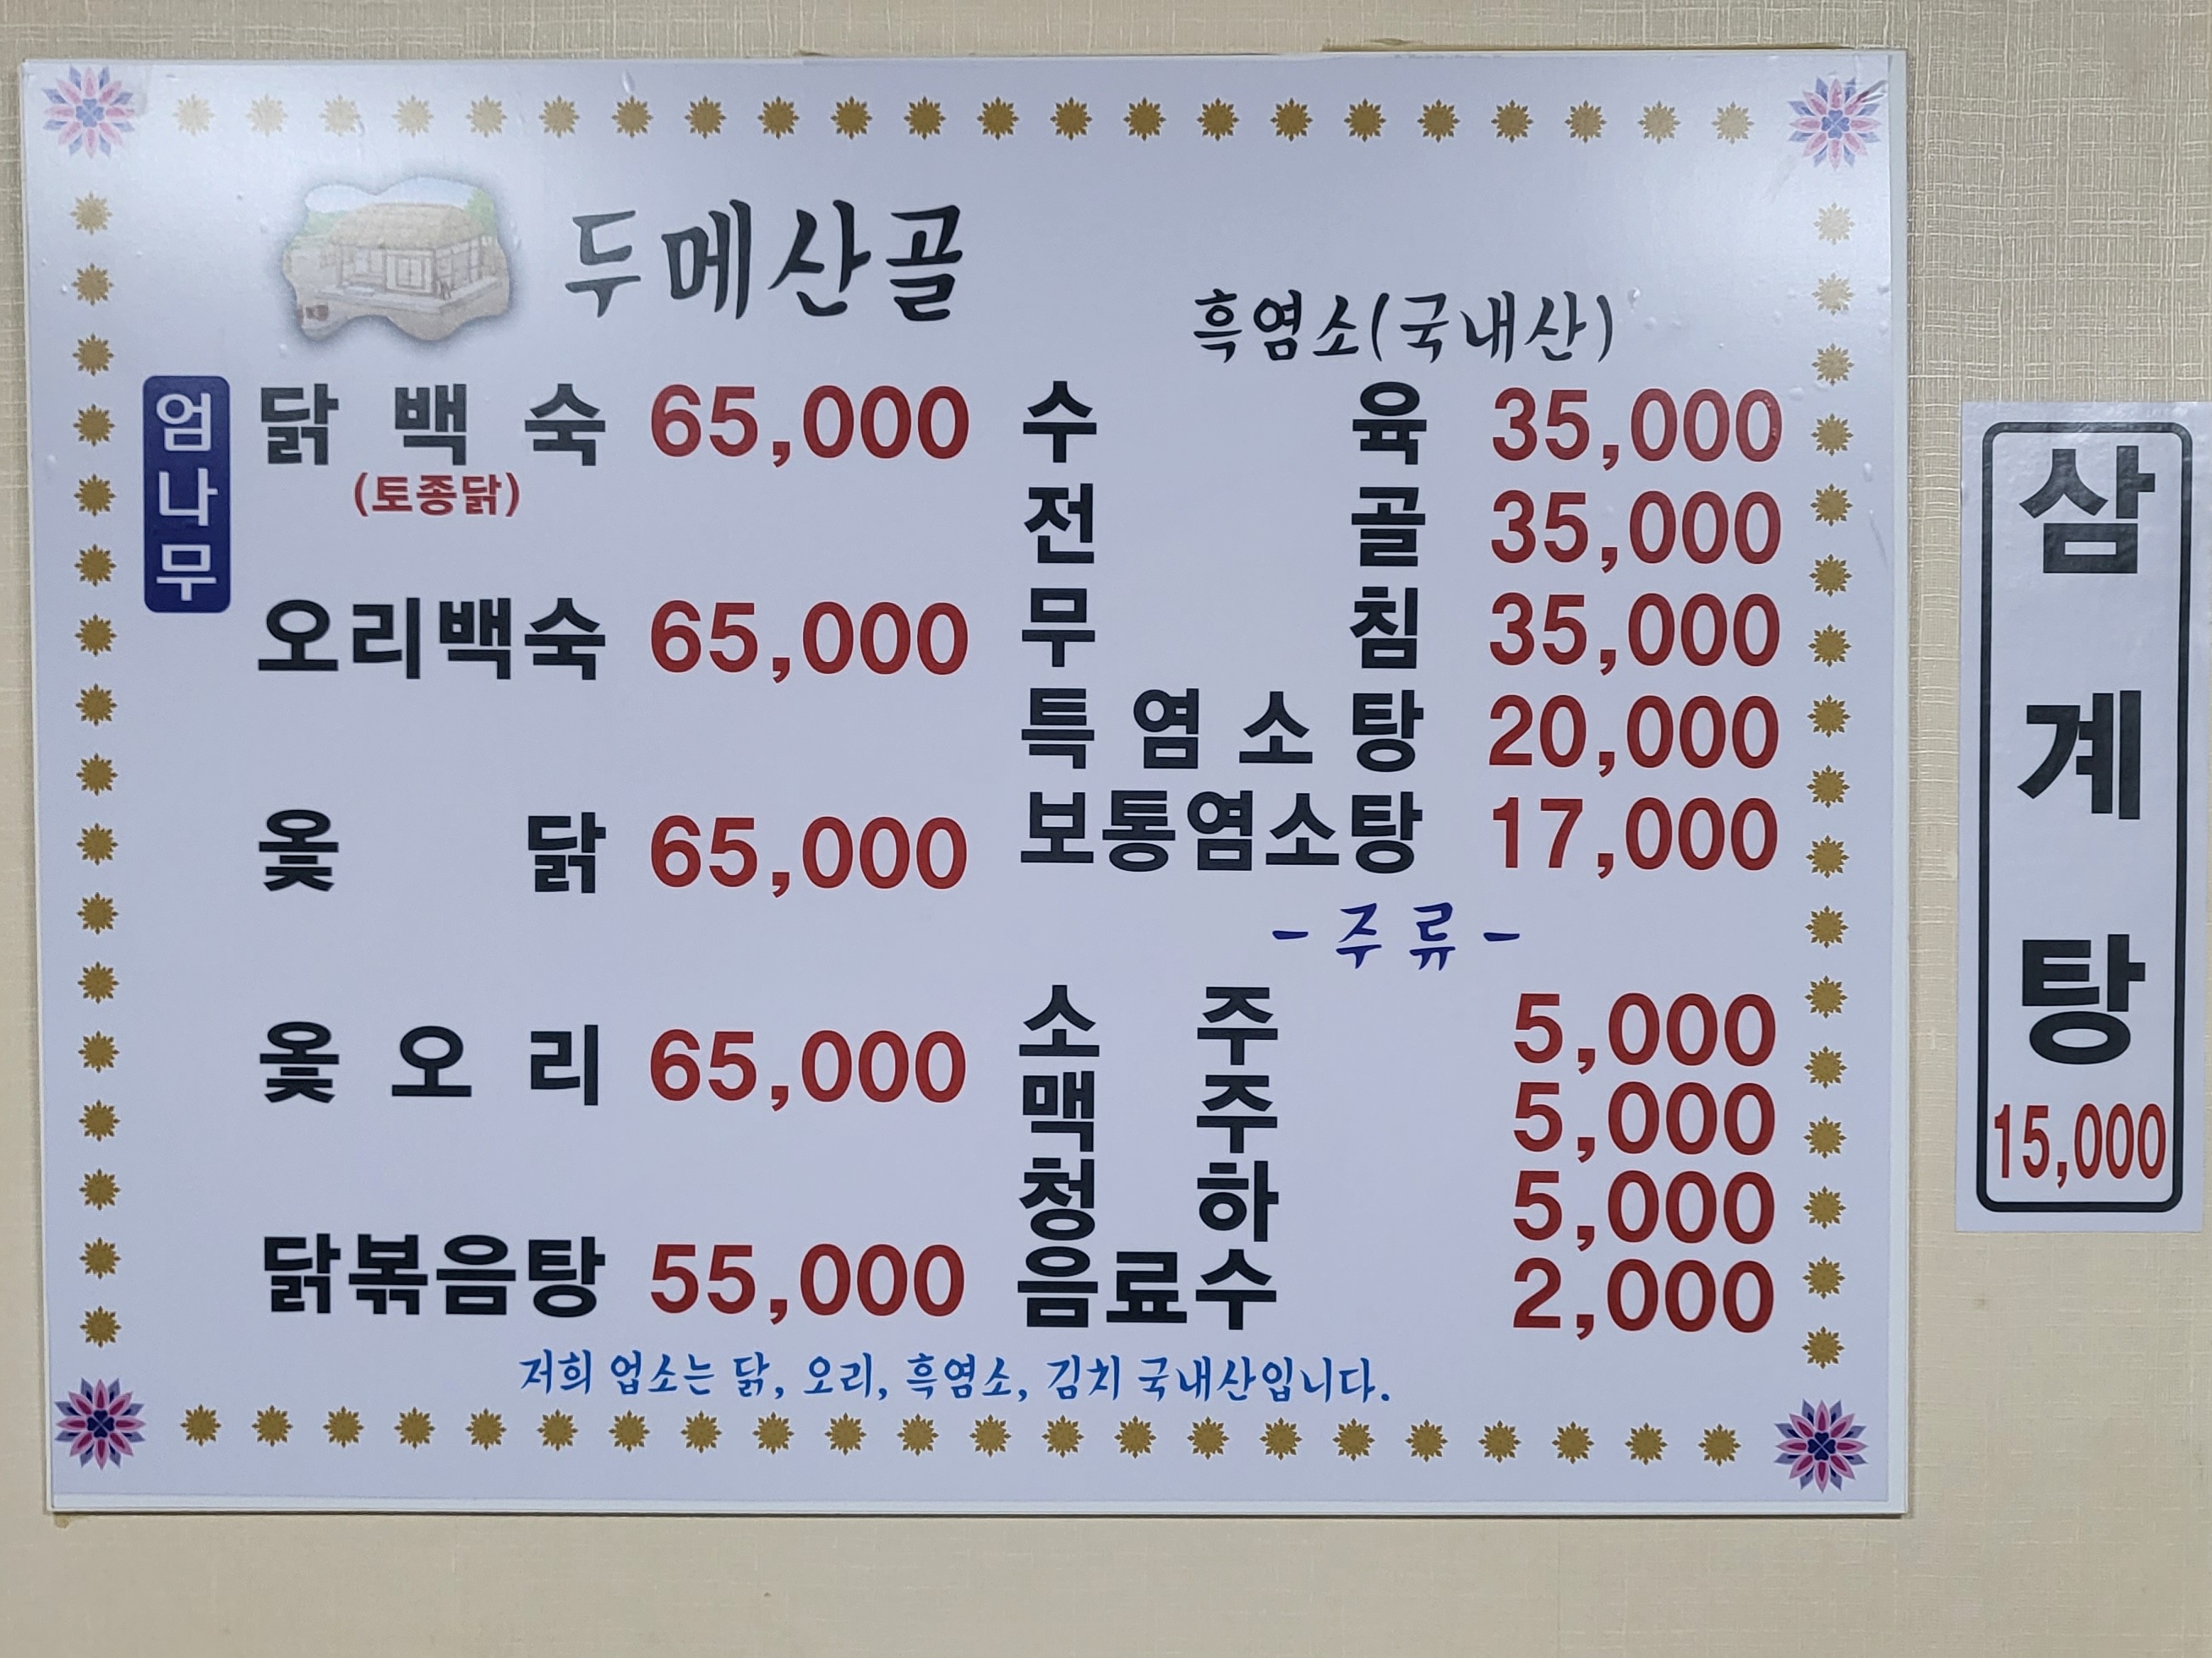 두메산골
엄나무
닭백숙 65,000
(토종닭)
오리백숙 65,000
옻닭 65,000
옻오리 65,000
닭볶음탕 55,000
흑염소(국내산)
수육 35,000
전골 35,000
무침 35,000
특염소탕 20,000
보통염소탕 17,000
-주류-
소주 5,000
맥주 5,000
청하 5,000
음료수 2,000
저희 업소는 닭, 오리, 흑염소, 김치 국내산입니다.
삼계탕
15,000